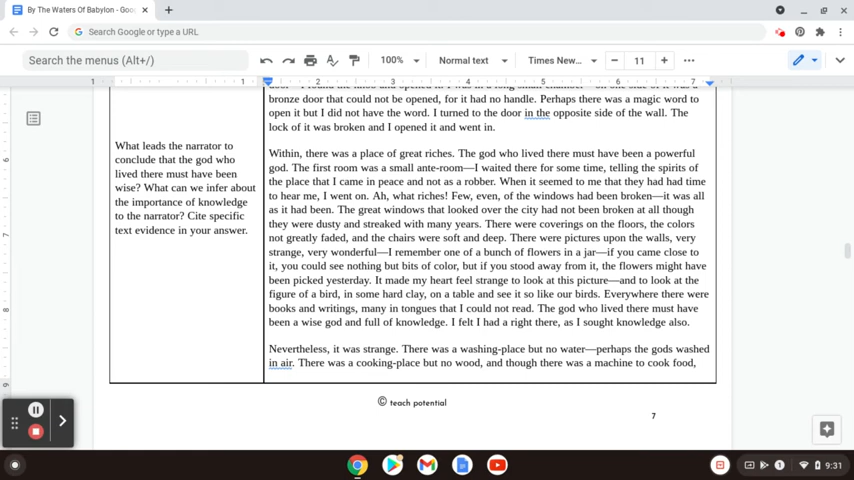 By The Waters Of Babylon - Goo
Search Google or type a URL
Search the menus (Alt+/)
100%
Normal text
Times New...
11
1 1 2 3 4 5 6 7
bronze door that could not be opened, for it had no handle. Perhaps there was a magic word to
open it but I did not have the word. I turned to the door in the opposite side of the wall. The
lock of it was broken and I opened it and went in.
What leads the narrator to
conclude that the god who
lived there must have been
wise? What can we infer about
the importance of knowledge
to the narrator? Cite specific
text evidence in your answer.
Within, there was a place of great riches. The god who lived there must have been a powerful
god. The first room was a small ante-room—I waited there for some time, telling the spirits of
the place that I came in peace and not as a robber. When it seemed to me that they had had time
to hear me, I went on. Ah, what riches! Few, even, of the windows had been broken—it was all
as it had been. The great windows that looked over the city had not been broken at all though
they were dusty and streaked with many years. There were coverings on the floors, the colors
not greatly faded, and the chairs were soft and deep. There were pictures upon the walls, very
strange, very wonderful—I remember one of a bunch of flowers in a jar—if you came close to
it, you could see nothing but bits of color, but if you stood away from it, the flowers might have
been picked yesterday. It made my heart feel strange to look at this picture—and to look at the
figure of a bird, in some hard clay, on a table and see it so like our birds. Everywhere there were
books and writings, many in tongues that I could not read. The god who lived there must have
been a wise god and full of knowledge. I felt I had a right there, as I sought knowledge also.
Nevertheless, it was strange. There was a washing-place but no water—perhaps the gods washed
in air. There was a cooking-place but no wood, and though there was a machine to cook food,
6
7
8
9
© teach potential
7
9:31